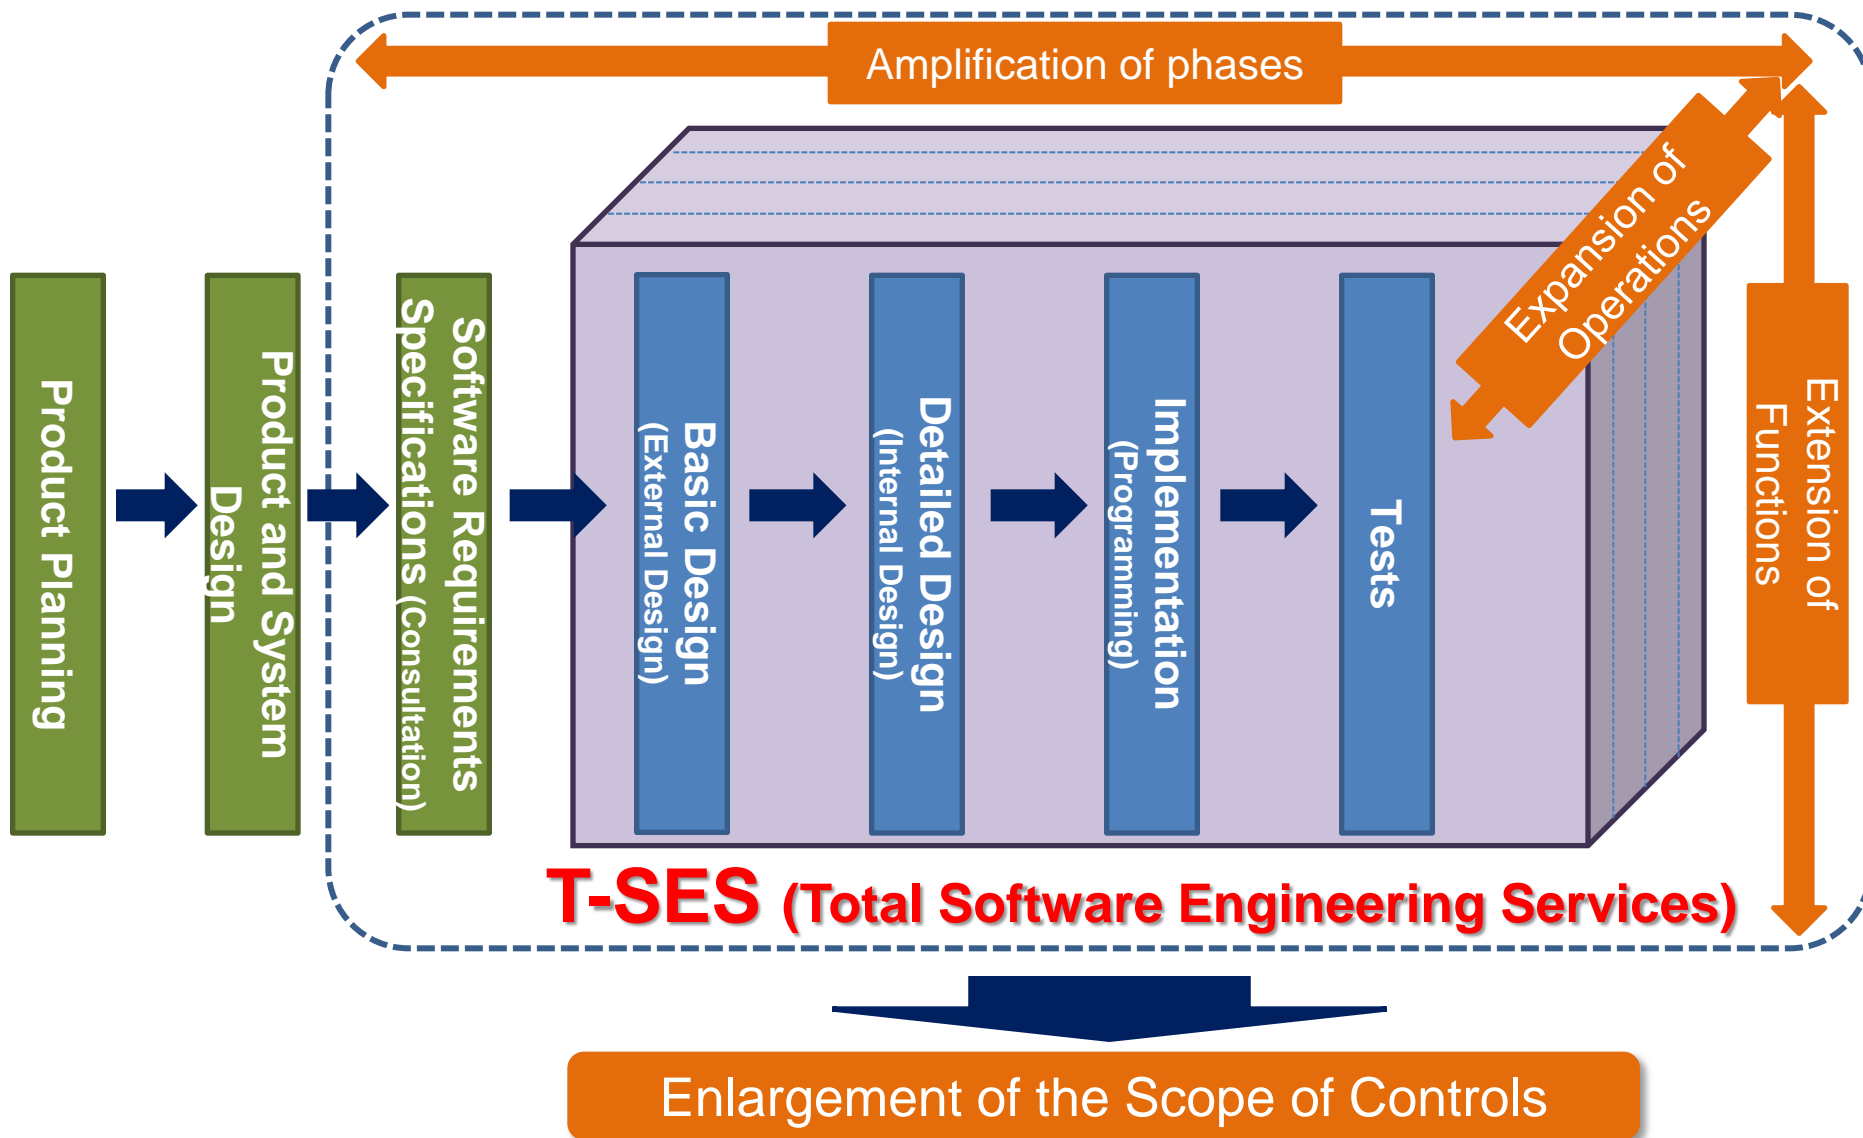 Amplification of phases
Expansion of
Operations
Extension of
Functions
Product Planning
Product and System
Design
Software Requirements
Specifications (Consultation)
Basic Design
(External Design)
Detailed Design
(Internal Design)
Implementation
(Programming)
Tests
T-SES (Total Software Engineering Services)
Enlargement of the Scope of Controls